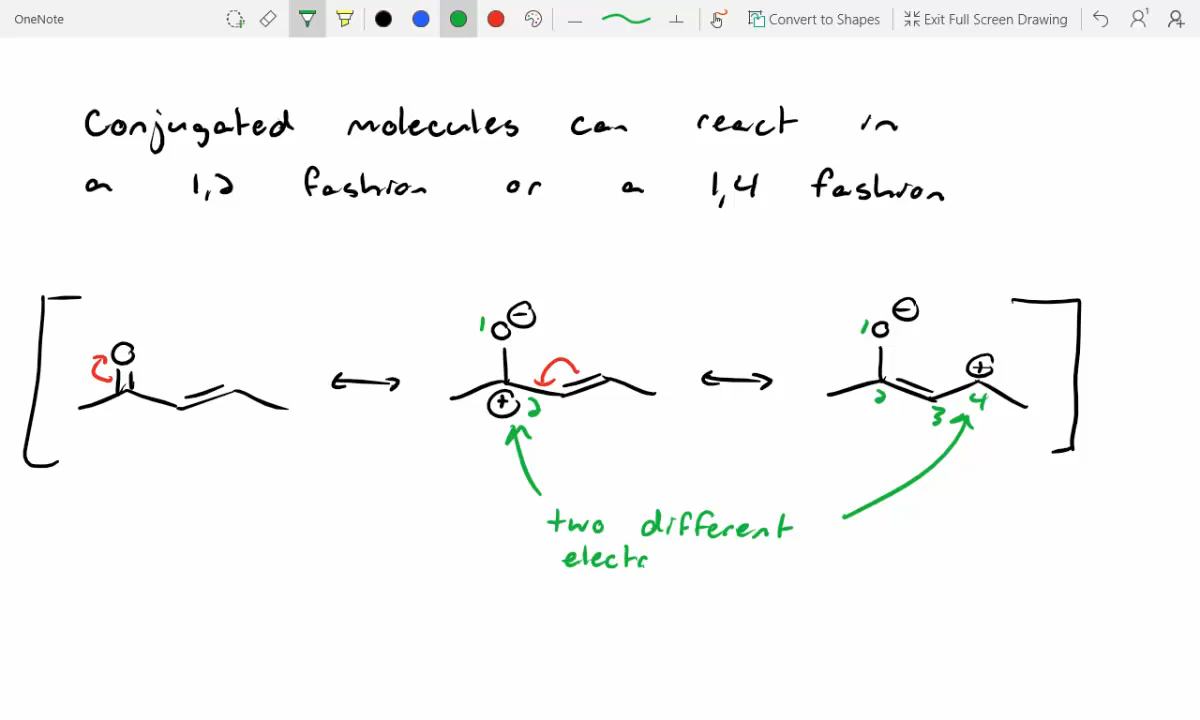 OneNote
Convert to Shapes
Exit Full Screen Drawing
Conjugated molecules can react in
a 1,2 fashion or a 1,4 fashion
O
1 O ⊖
⊕ 2
1 O ⊖
⊕
2 3 4
two different
electr